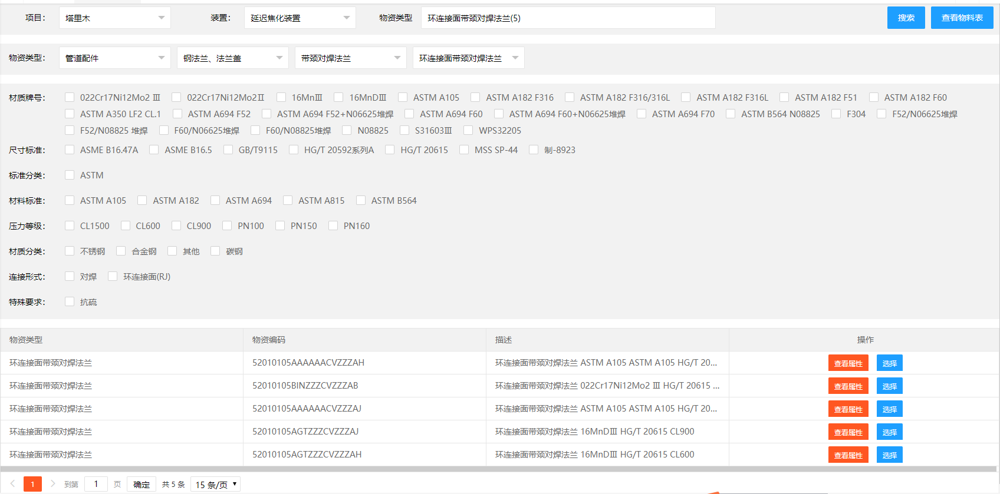 项目： 塔里木 装置： 延迟焦化装置 物资类型 环连接面带颈对焊法兰(5) 搜索 查看物料表
物资类型： 管道配件 钢法兰、法兰盖 带颈对焊法兰 环连接面带颈对焊法兰
材质牌号： 022Cr17Ni12Mo2 Ⅲ 022Cr17Ni12Mo2Ⅱ 16MnⅢ 16MnDⅢ ASTM A105 ASTM A182 F316 ASTM A182 F316/316L ASTM A182 F316L ASTM A182 F51 ASTM A182 F60
ASTM A350 LF2 CL.1 ASTM A694 F52 ASTM A694 F52+N06625堆焊 ASTM A694 F60 ASTM A694 F60+N06625堆焊 ASTM A694 F70 ASTM B564 N08825 F304 F52/N06625堆焊
F52/N08825 堆焊 F60/N06625堆焊 F60/N08825堆焊 N08825 S31603Ⅲ WPS32205
尺寸标准： ASME B16.47A ASME B16.5 GB/T9115 HG/T 20592系列A HG/T 20615 MSS SP-44 制-8923
标准分类： ASTM
材料标准： ASTM A105 ASTM A182 ASTM A694 ASTM A815 ASTM B564
压力等级： CL1500 CL600 CL900 PN100 PN150 PN160
材质分类： 不锈钢 合金钢 其他 碳钢
连接形式： 对焊 环连接面(RJ)
特殊要求： 抗硫
物资类型 物资编码 描述 操作
环连接面带颈对焊法兰 52010105AAAAAACVZZZAH 环连接面带颈对焊法兰 ASTM A105 ASTM A105 HG/T 20... 查看属性 选择
环连接面带颈对焊法兰 52010105BINZZZCVZZZAB 环连接面带颈对焊法兰 022Cr17Ni12Mo2 Ⅲ HG/T 20615 ... 查看属性 选择
环连接面带颈对焊法兰 52010105AAAAAACVZZZAJ 环连接面带颈对焊法兰 ASTM A105 ASTM A105 HG/T 20... 查看属性 选择
环连接面带颈对焊法兰 52010105AGTZZZCVZZZAJ 环连接面带颈对焊法兰 16MnDⅢ HG/T 20615 CL900 查看属性 选择
环连接面带颈对焊法兰 52010105AGTZZZCVZZZAH 环连接面带颈对焊法兰 16MnDⅢ HG/T 20615 CL600 查看属性 选择
1 到第 1 页 确定 共 5 条 15 条/页